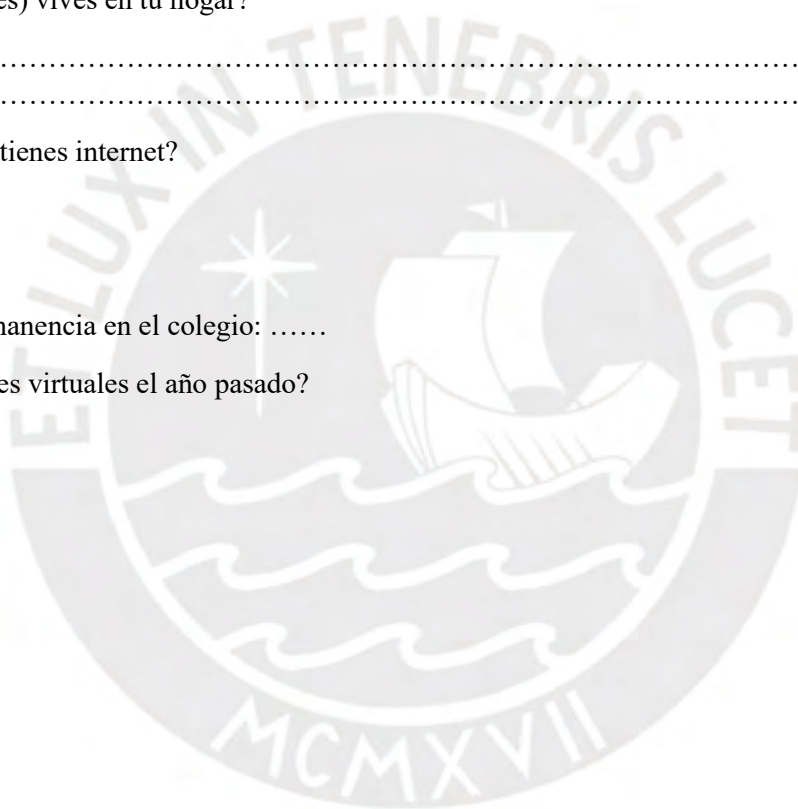 es) vives en tu hogar?
……………………………………………………………………………
……………………………………………………………………………
tienes internet?
manencia en el colegio: ……
es virtuales el año pasado?
ET LUX IN TENEBRIS LUCET
MCMXVII